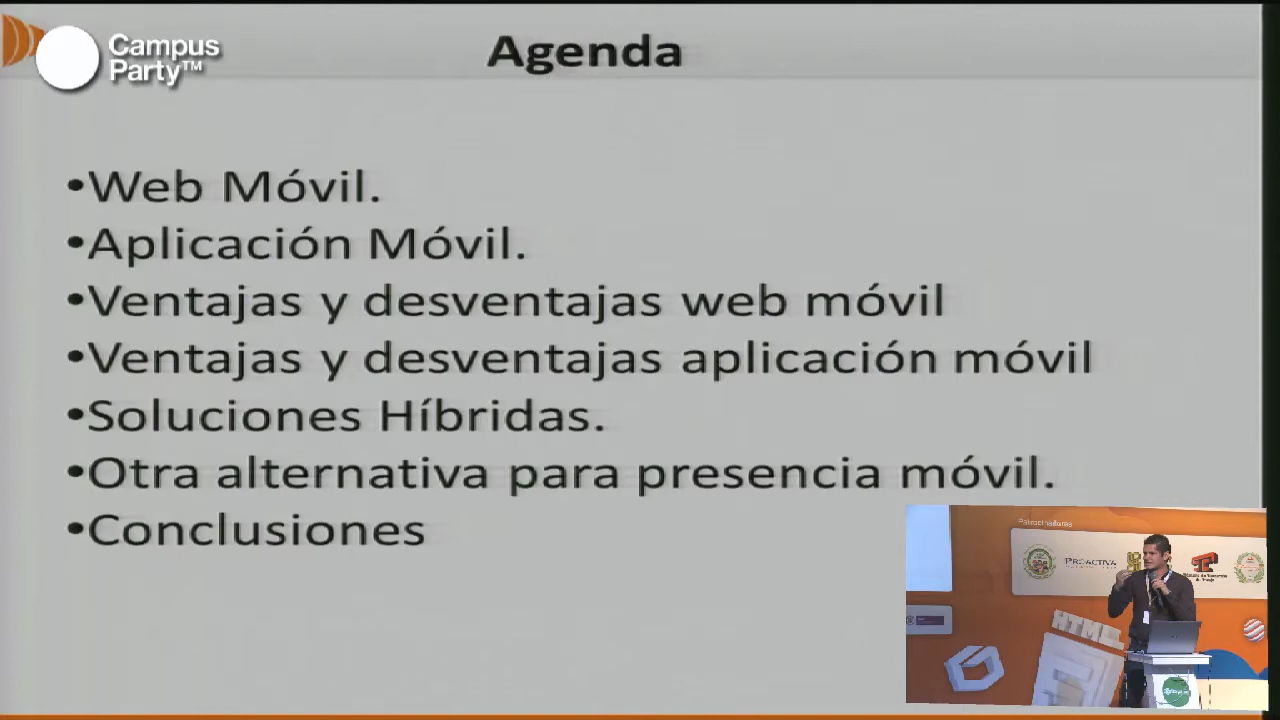 Campus
Party™
Agenda
•Web Móvil.
•Aplicación Móvil.
•Ventajas y desventajas web móvil
•Ventajas y desventajas aplicación móvil
•Soluciones Híbridas.
•Otra alternativa para presencia móvil.
•Conclusiones
Patrocinadores
PROACTIVA
HTML